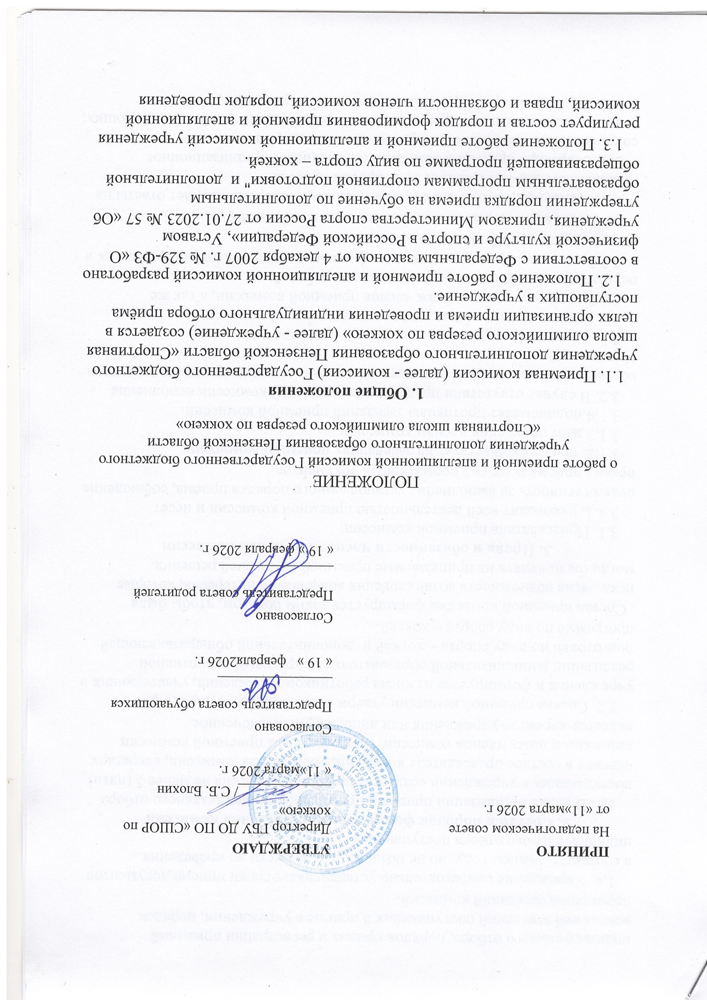 ПРИНЯТО
На педагогическом совете
от «11»марта 2026 г.
УТВЕРЖДАЮ
Директор ГБУ ДО ПО «СШОР по
хоккею»
/ С.Б. Блохин
« 11»марта 2026 г.
Согласовано
Представитель совета обучающихся
« 19 » февраля2026 г.
Согласовано
Представитель совета родителей
« 19 » февраля 2026 г.
ПОЛОЖЕНИЕ
о работе приемной и апелляционной комиссий Государственного бюджетного
учреждения дополнительного образования Пензенской области
«Спортивная школа олимпийского резерва по хоккею»
1. Общие положения
1.1. Приемная комиссия (далее - комиссия) Государственного бюджетного
учреждения дополнительного образования Пензенской области «Спортивная
школа олимпийского резерва по хоккею» (далее - учреждение) создается в
целях организации приема и проведения индивидуального отбора приёма
поступающих в учреждение.
1.2. Положение о работе приемной и апелляционной комиссий разработано
в соответствии с Федеральным законом от 4 декабря 2007 г. № 329-ФЗ «О
физической культуре и спорте в Российской Федерации», Уставом
учреждения, приказом Министерства спорта России от 27.01.2023 № 57 «Об
утверждении порядка приема на обучение по дополнительным
образовательным программам спортивной подготовки" и дополнительной
общеразвивающей программе по виду спорта – хоккей.
1.3. Положение работе приемной и апелляционной комиссий учреждения
регулирует состав и порядок формирования приемной и апелляционной
комиссий, права и обязанности членов комиссий, порядок проведения